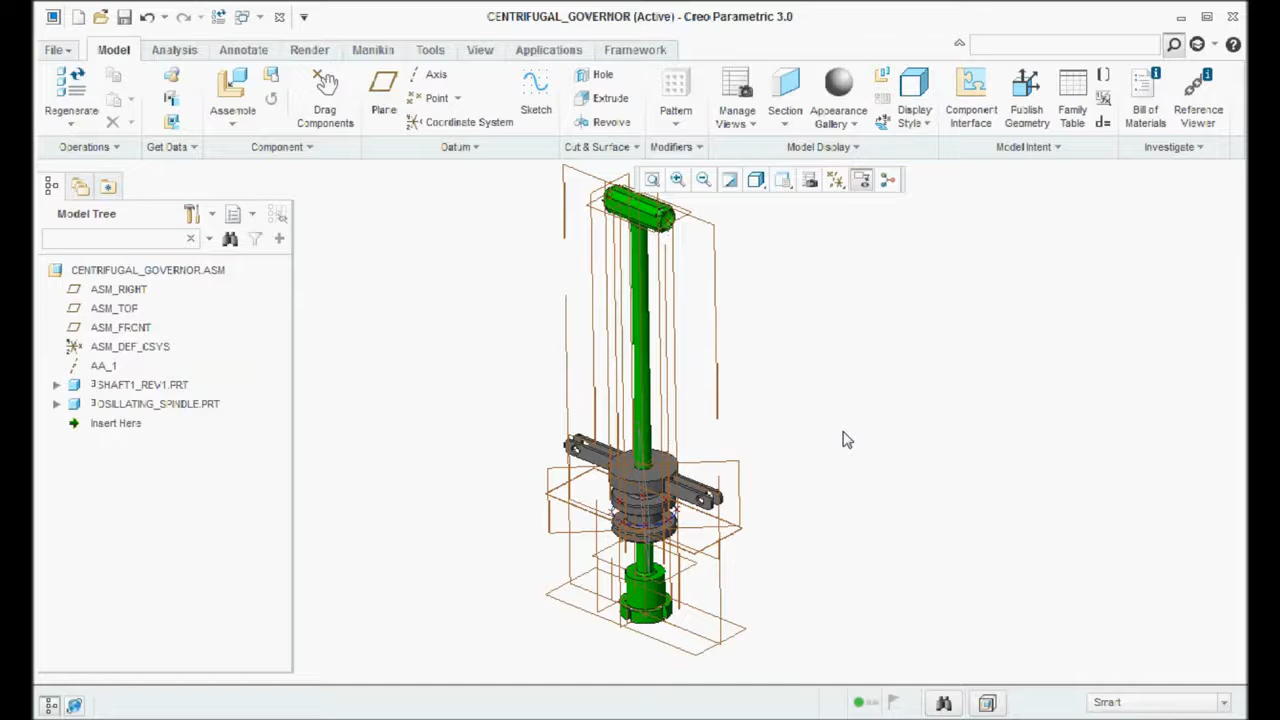 CENTRIFUGAL_GOVERNOR (Active) - Creo Parametric 3.0
File Model Analysis Annotate Render Manikin Tools View Applications Framework
Regenerate
Assemble
Drag Components
Plane
Axis
Point
Coordinate System
Sketch
Hole
Extrude
Revolve
Pattern
Manage Views
Section
Appearance Gallery
Display Style
Component Interface
Publish Geometry
Family Table
d=
Bill of Materials
Reference Viewer
Operations Get Data Component Datum Cut & Surface Modifiers Model Display Model Intent Investigate
Model Tree
CENTRIFUGAL_GOVERNOR.ASM
ASM_RIGHT
ASM_TOP
ASM_FRONT
ASM_DEF_CSYS
AA_1
SHAFT1_REV1.PRT
OSILLATING_SPINDLE.PRT
Insert Here
Smart